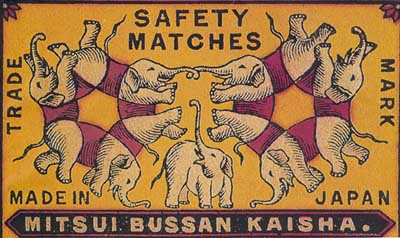 SAFETY
MATCHES
TRADE
MARK
MADE IN
JAPAN
MITSUI BUSSAN KAISHA.